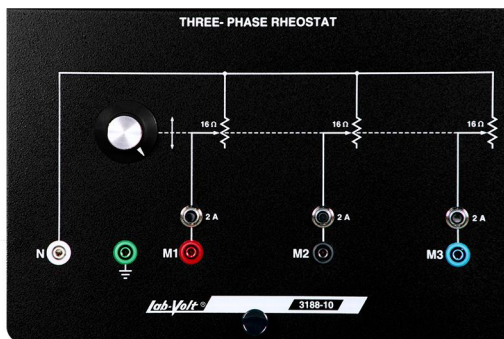 THREE- PHASE RHEOSTAT
16 Ω 16 Ω 16 Ω
2 A 2 A 2 A
N M1 M2 M3
Lab-Volt® 3188-10